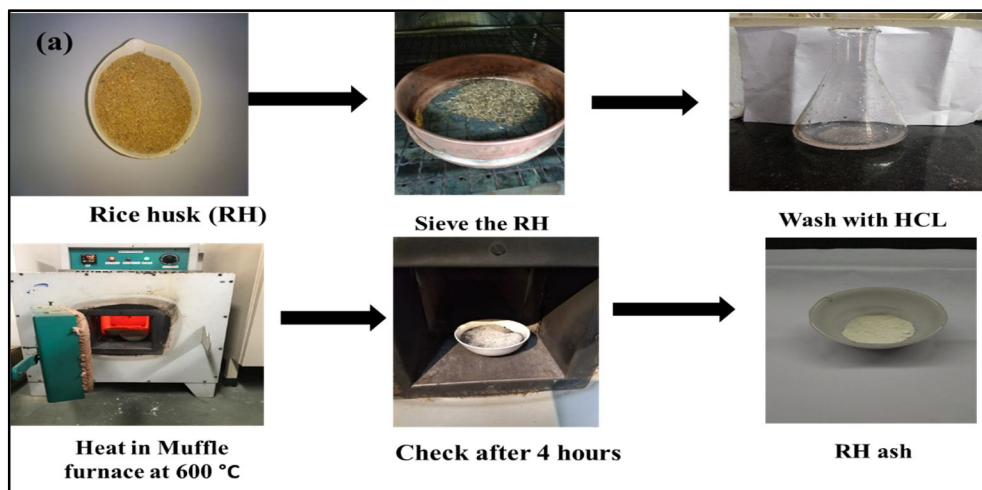 (a)
Rice husk (RH)
Sieve the RH
Wash with HCL
Heat in Muffle
furnace at 600 °C
Check after 4 hours
RH ash